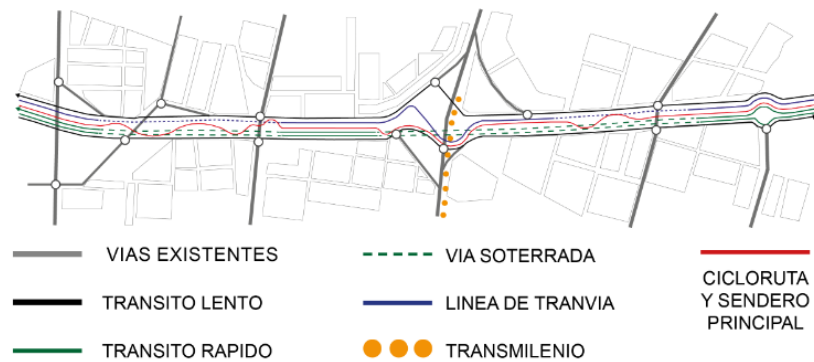 VIAS EXISTENTES
TRANSITO LENTO
TRANSITO RAPIDO
VIA SOTERRADA
LINEA DE TRANVIA
TRANSMILENIO
CICLORUTA
Y SENDERO
PRINCIPAL